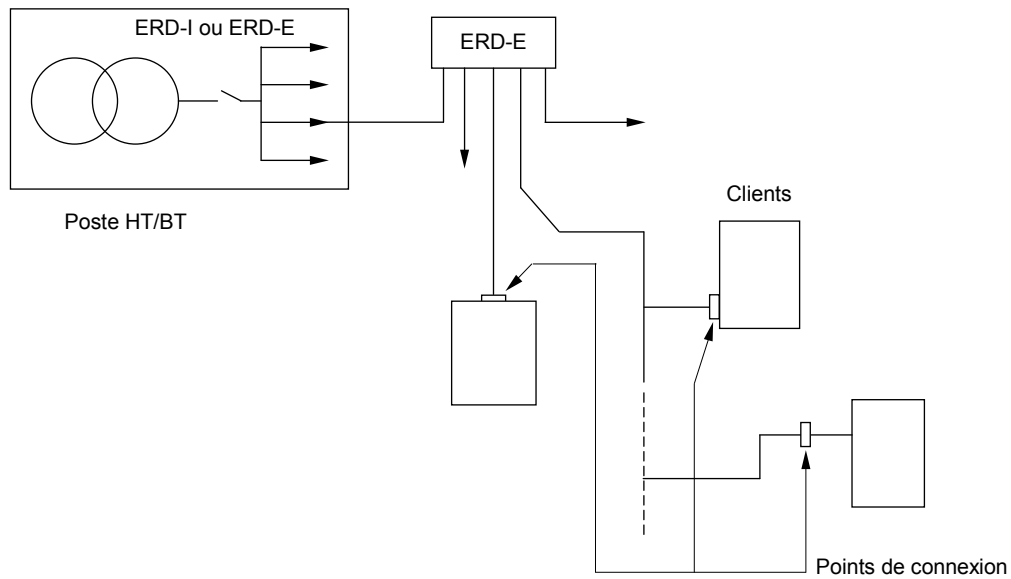 ERD-I ou ERD-E
ERD-E
Poste HT/BT
Clients
Points de connexion